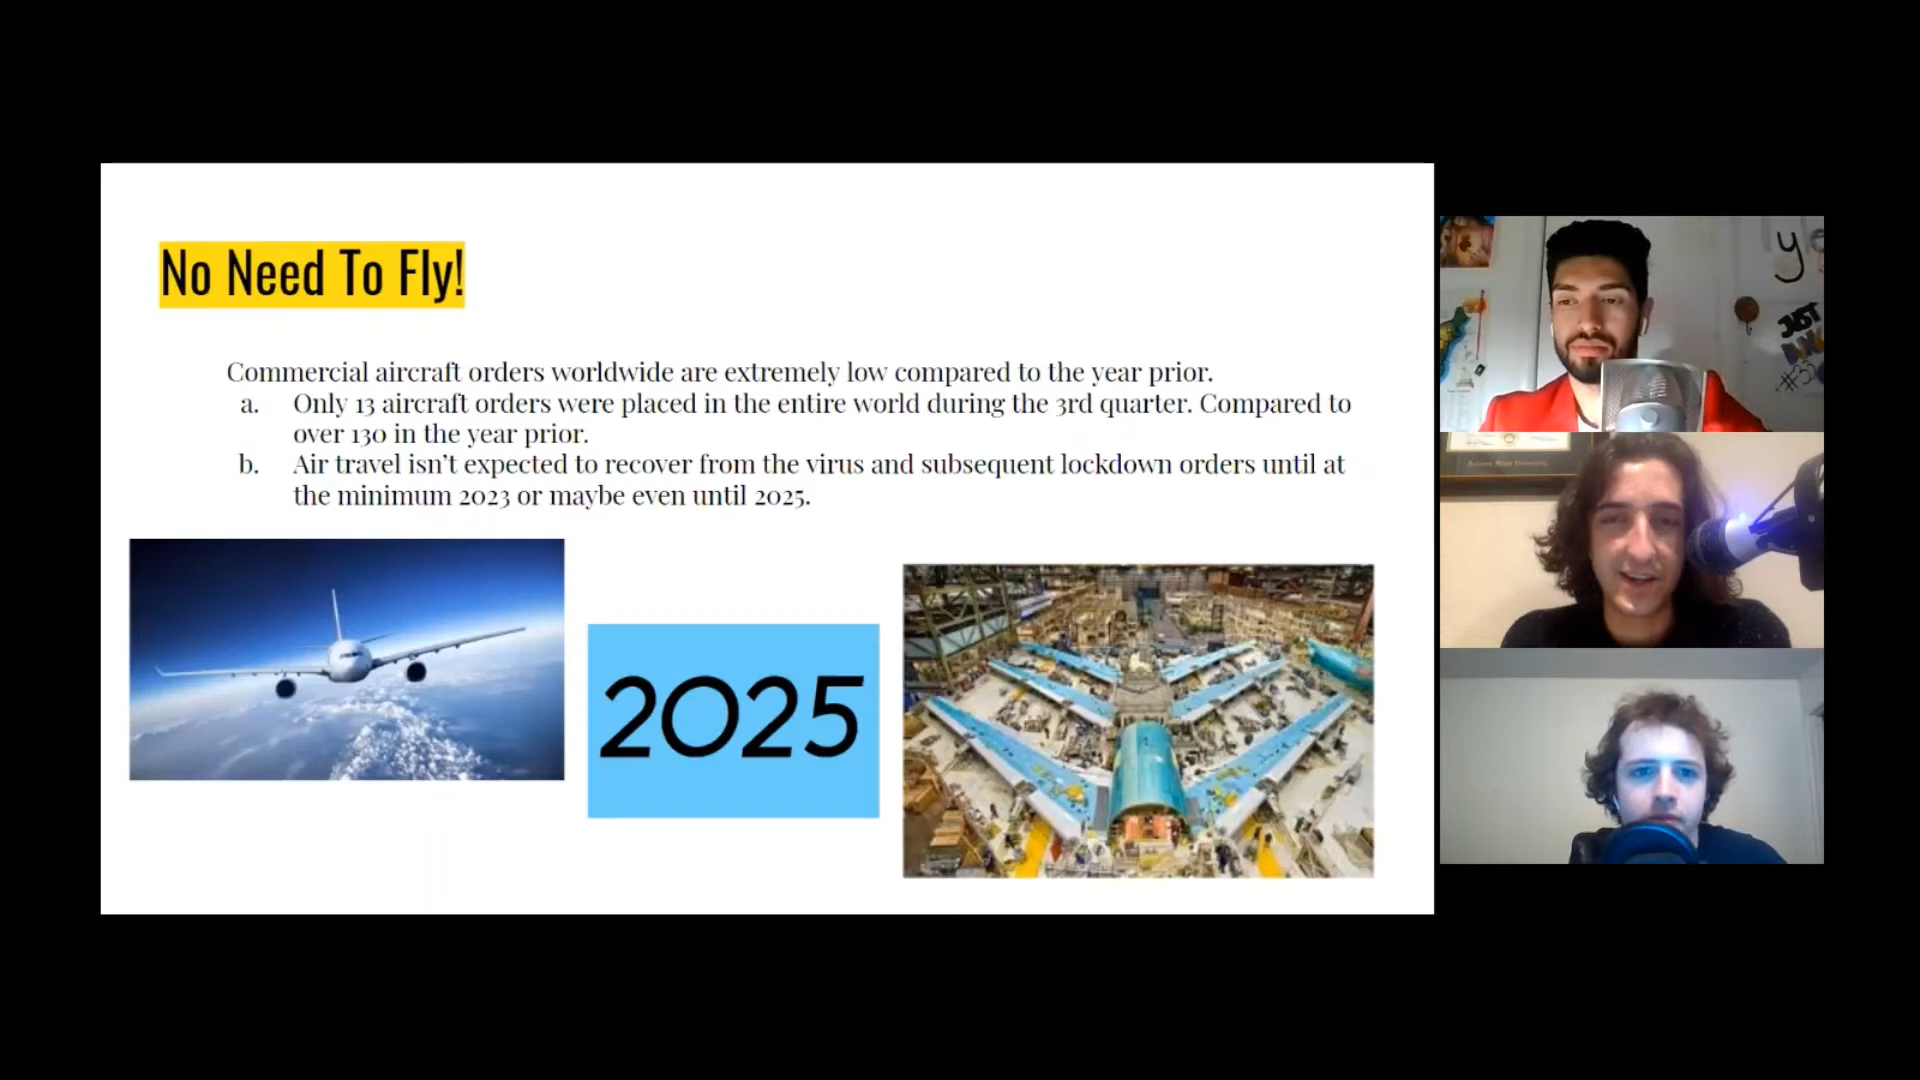 No Need To Fly!
Commercial aircraft orders worldwide are extremely low compared to the year prior.
a. Only 13 aircraft orders were placed in the entire world during the 3rd quarter. Compared to
over 130 in the year prior.
b. Air travel isn't expected to recover from the virus and subsequent lockdown orders until at
the minimum 2023 or maybe even until 2025.
2025
ye
JUST